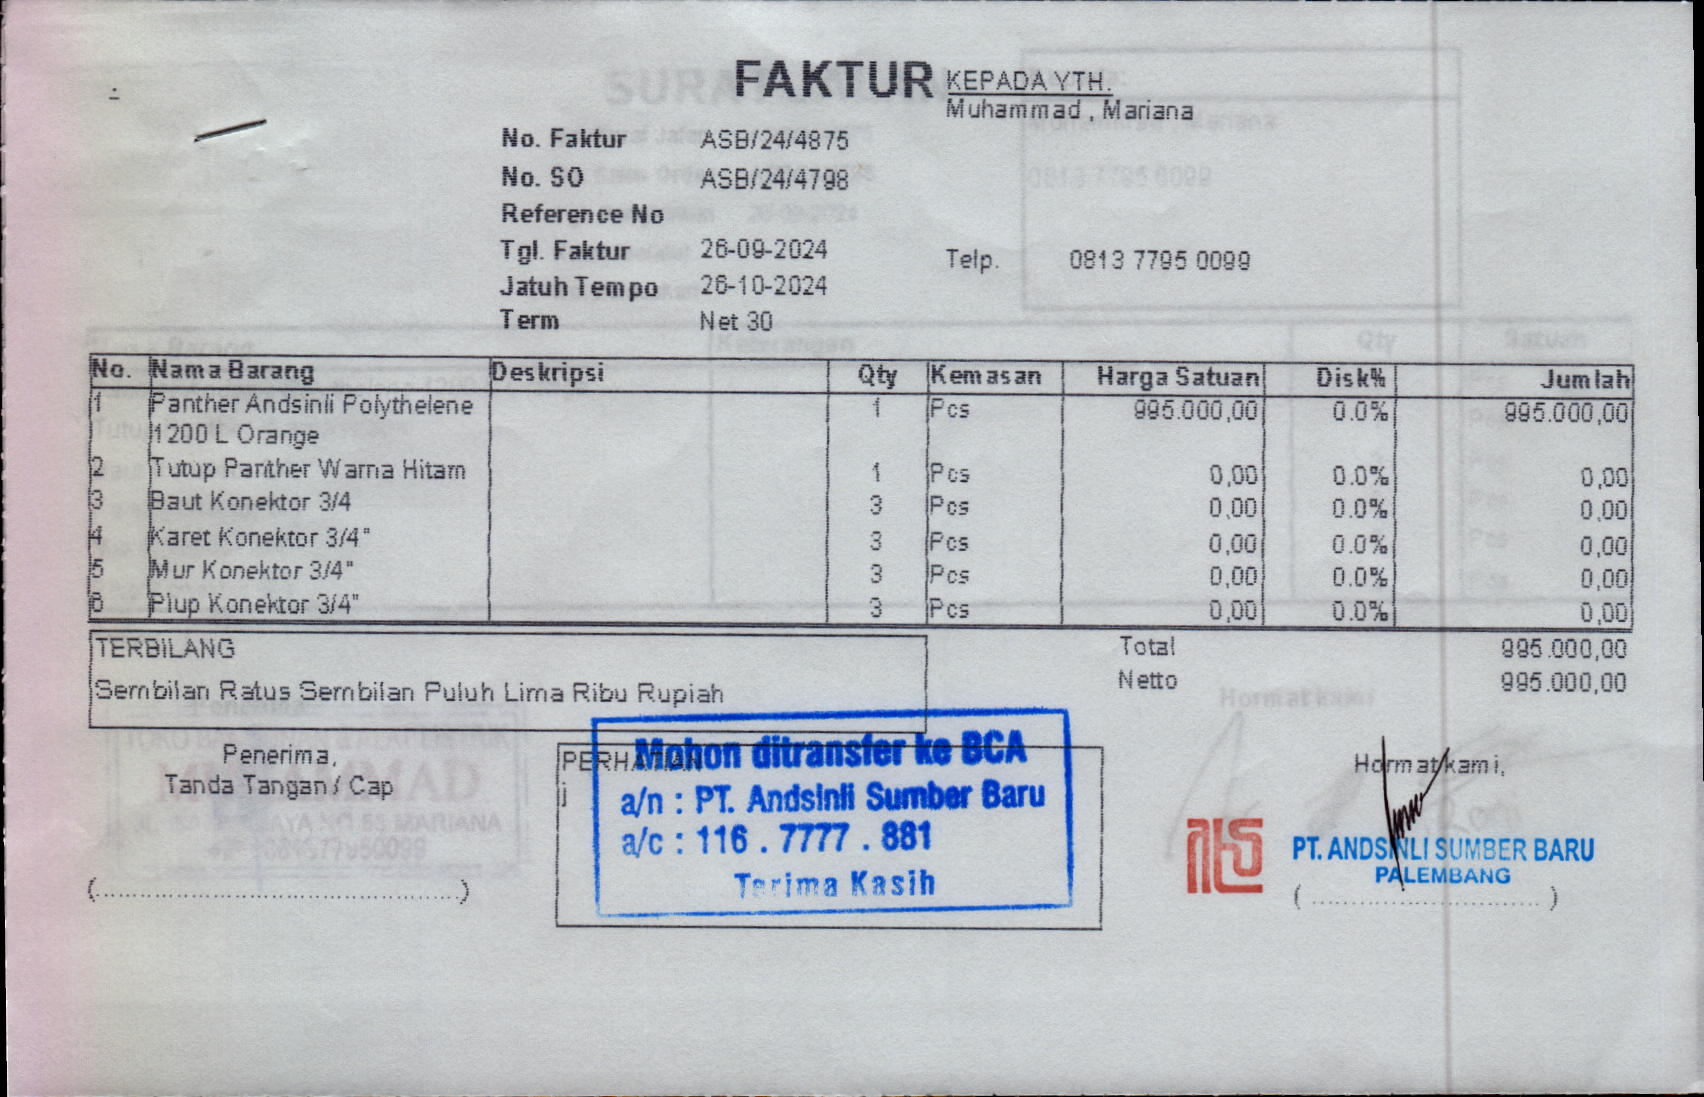 FAKTUR
KEPADA YTH.
Muhammad , Mariana
No. Faktur ASB/24/4875
No. SO ASB/24/4798
Reference No
Tgl. Faktur 26-09-2024
Telp. 0813 7795 0099
Jatuh Tempo 26-10-2024
Term Net 30
No. Nama Barang Deskripsi Qty Kemasan Harga Satuan Disk% Jumlah
1 Panther Andsinli Polythelene 1 Pcs 995.000,00 0.0% 995.000,00
1200 L Orange
2 Tutup Panther Warna Hitam 1 Pcs 0,00 0.0% 0,00
3 Baut Konektor 3/4 3 Pcs 0,00 0.0% 0,00
4 Karet Konektor 3/4" 3 Pcs 0,00 0.0% 0,00
5 Mur Konektor 3/4" 3 Pcs 0,00 0.0% 0,00
6 Plup Konektor 3/4" 3 Pcs 0,00 0.0% 0,00
TERBILANG
Sembilan Ratus Sembilan Puluh Lima Ribu Rupiah
Total 995.000,00
Netto 995.000,00
Penerima,
Tanda Tangan / Cap
(............................................)
PERHATIAN
Mohon ditransfer ke BCA
a/n : PT. Andsinli Sumber Baru
a/c : 116 . 7777 . 881
Terima Kasih
Hormat kami,
PT. ANDSINLI SUMBER BARU
PALEMBANG
( ............................ )